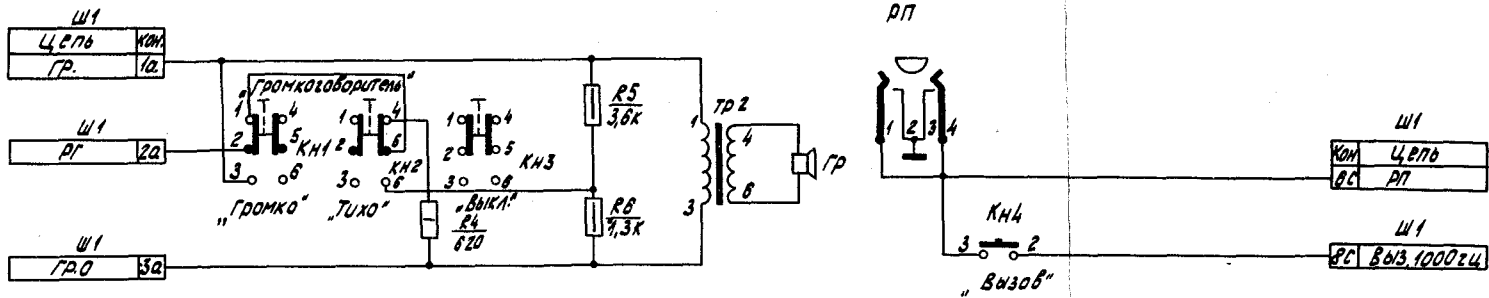 Ш1
Цепь Кон.
ГР. 1а
Ш1
РГ 2а
Ш1
ГР.О 3а
"Громкоговоритель"
1 4
2 5
3 6
Кн1
„Громко"
1 4
2 6
3 6
Кн2
„Тихо"
1 4
2 5
3 6
Кн3
„Выкл."
R4
620
R5
3,6К
R6
1,3К
ТР2
1 4
3 6
ГР
РП
1 2 3 4
Ш1
Кон Цепь
РП
Кн4
3 2
„Вызов"
Ш1
8С Выз.1000гц